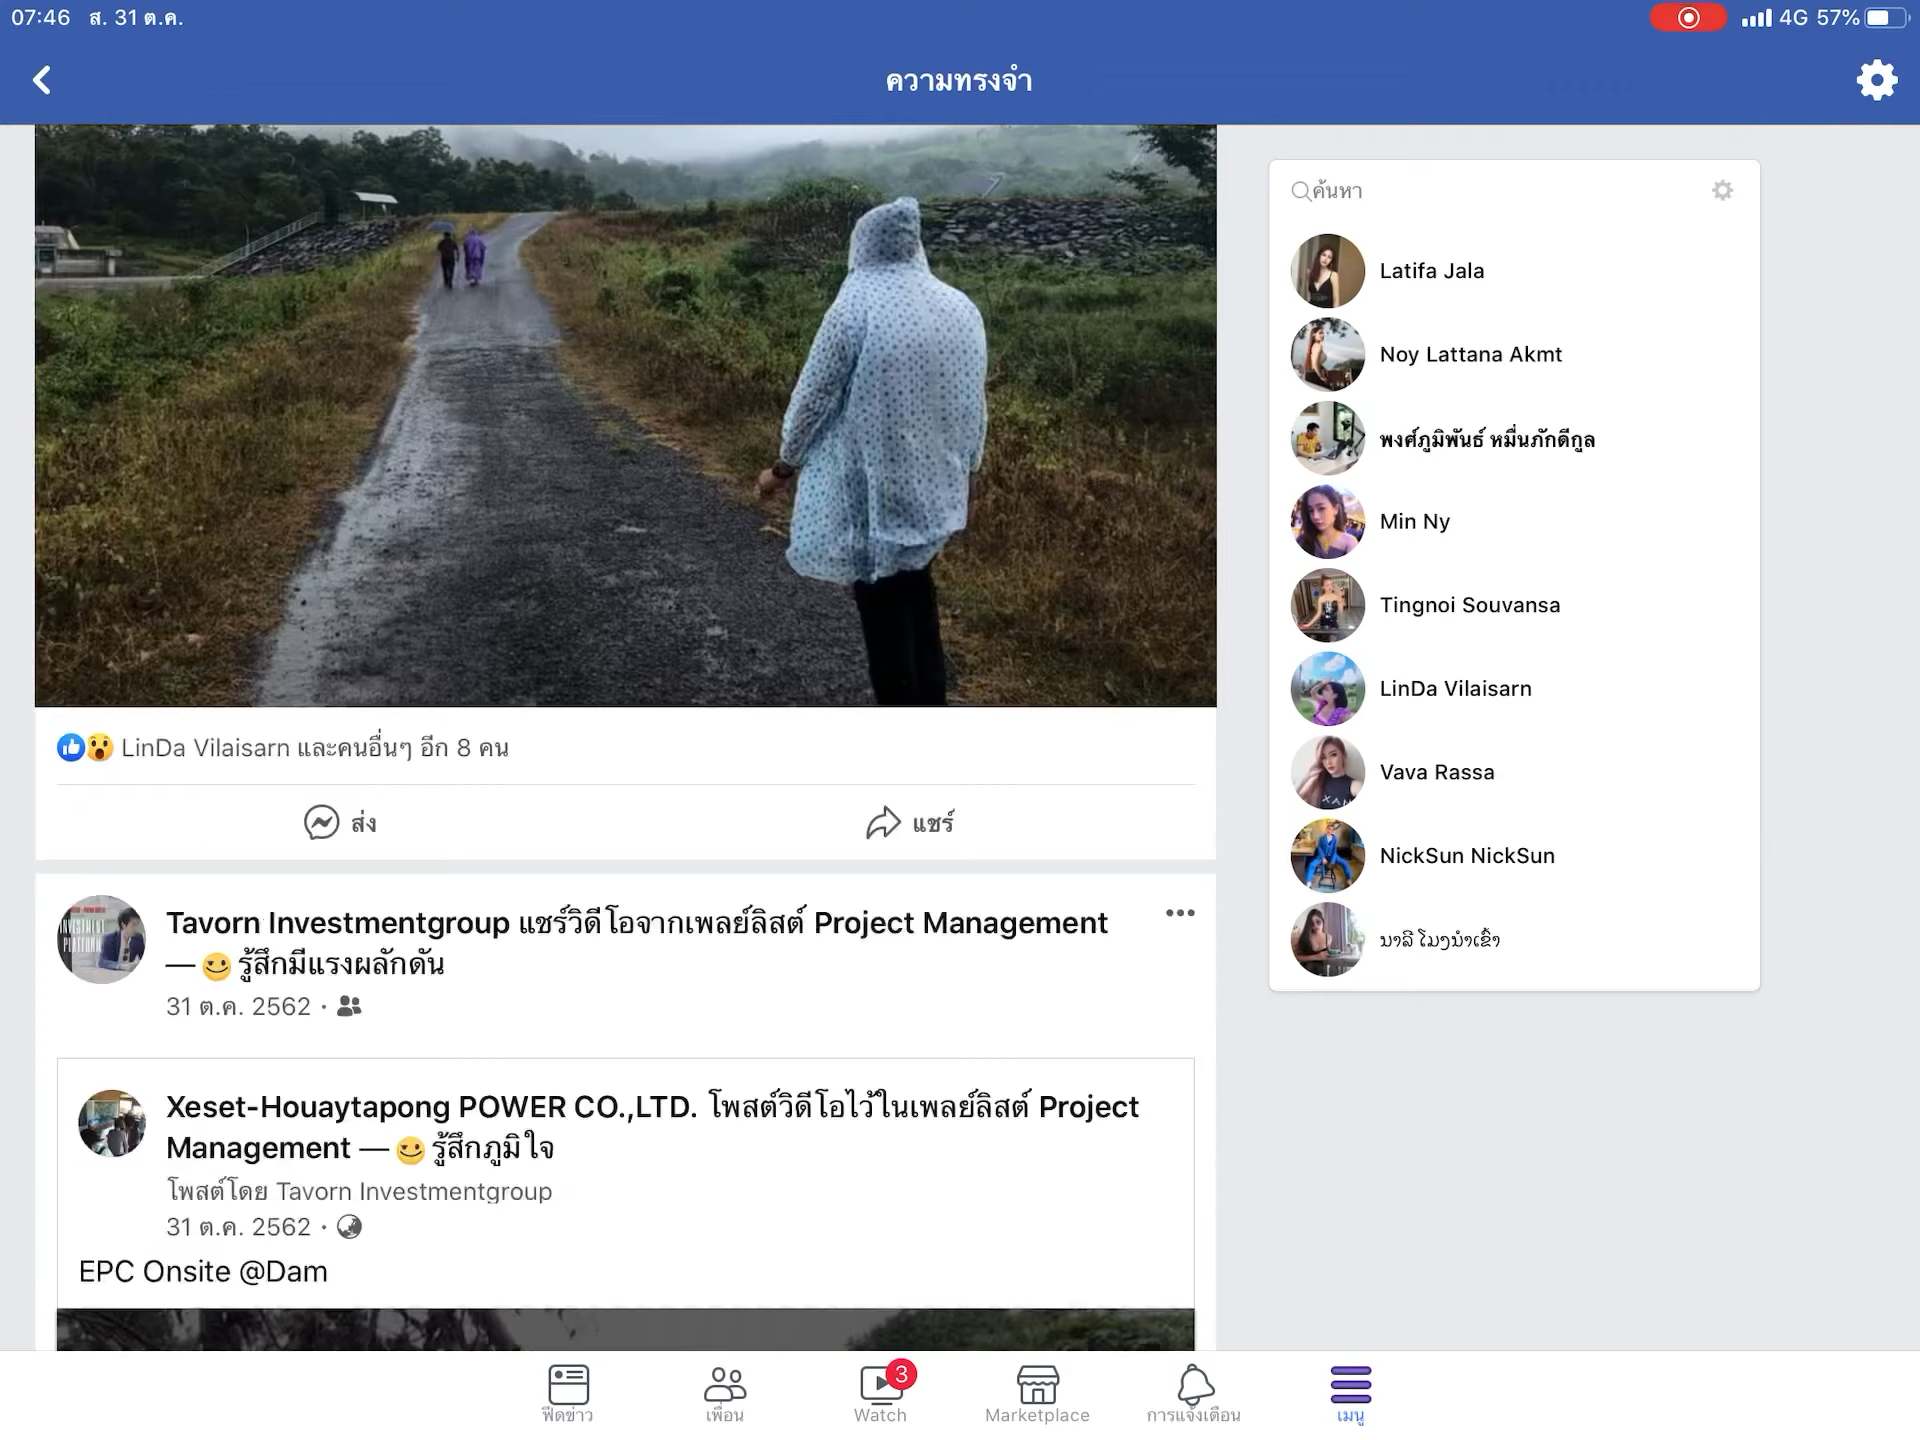 07:46 ส. 31 ต.ค.
4G 57%
ความทรงจำ
LinDa Vilaisarn และคนอื่นๆ อีก 8 คน
ส่ง
แชร์
Tavorn Investmentgroup แชร์วิดีโอจากเพลย์ลิสต์ Project Management
— รู้สึกมีแรงผลักดัน
31 ต.ค. 2562 ·
Xeset-Houaytapong POWER CO.,LTD. โพสต์วิดีโอไว้ในเพลย์ลิสต์ Project
Management — รู้สึกภูมิใจ
โพสต์โดย Tavorn Investmentgroup
31 ต.ค. 2562 ·
EPC Onsite @Dam
ค้นหา
Latifa Jala
Noy Lattana Akmt
พงศ์ภูมิพันธ์ หมื่นภักดีกูล
Min Ny
Tingnoi Souvansa
LinDa Vilaisarn
Vava Rassa
NickSun NickSun
ນາລີ ໂມງນຳເຂົ້າ
ฟีดข่าว
เพื่อน
3
Watch
Marketplace
การแจ้งเตือน
เมนู